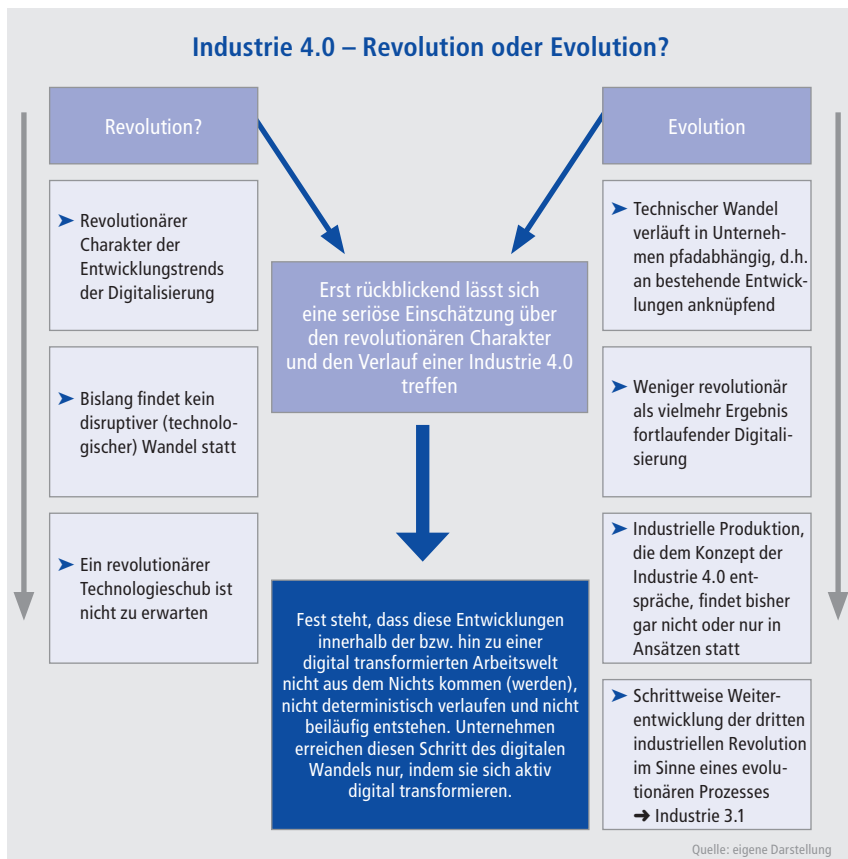 Industrie 4.0 – Revolution oder Evolution?
Revolution?
➤ Revolutionärer
Charakter der
Entwicklungstrends
der Digitalisierung
➤ Bislang findet kein
disruptiver (technolo-
gischer) Wandel statt
➤ Ein revolutionärer
Technologieschub ist
nicht zu erwarten
Erst rückblickend lässt sich
eine seriöse Einschätzung über
den revolutionären Charakter
und den Verlauf einer Industrie 4.0
treffen
Fest steht, dass diese Entwicklungen
innerhalb der bzw. hin zu einer
digital transformierten Arbeitswelt
nicht aus dem Nichts kommen (werden),
nicht deterministisch verlaufen und nicht
beiläufig entstehen. Unternehmen
erreichen diesen Schritt des digitalen
Wandels nur, indem sie sich aktiv
digital transformieren.
Evolution
➤ Technischer Wandel
verläuft in Unterneh-
men pfadabhängig, d.h.
an bestehende Entwick-
lungen anknüpfend
➤ Weniger revolutionär
als vielmehr Ergebnis
fortlaufender Digitali-
sierung
➤ Industrielle Produktion,
die dem Konzept der
Industrie 4.0 ent-
spräche, findet bisher
gar nicht oder nur in
Ansätzen statt
➤ Schrittweise Weiter-
entwicklung der dritten
industriellen Revolution
im Sinne eines evolu-
tionären Prozesses
➜ Industrie 3.1
Quelle: eigene Darstellung